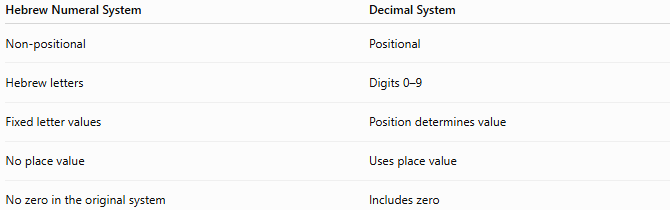 Hebrew Numeral System Decimal System
Non-positional Positional
Hebrew letters Digits 0–9
Fixed letter values Position determines value
No place value Uses place value
No zero in the original system Includes zero